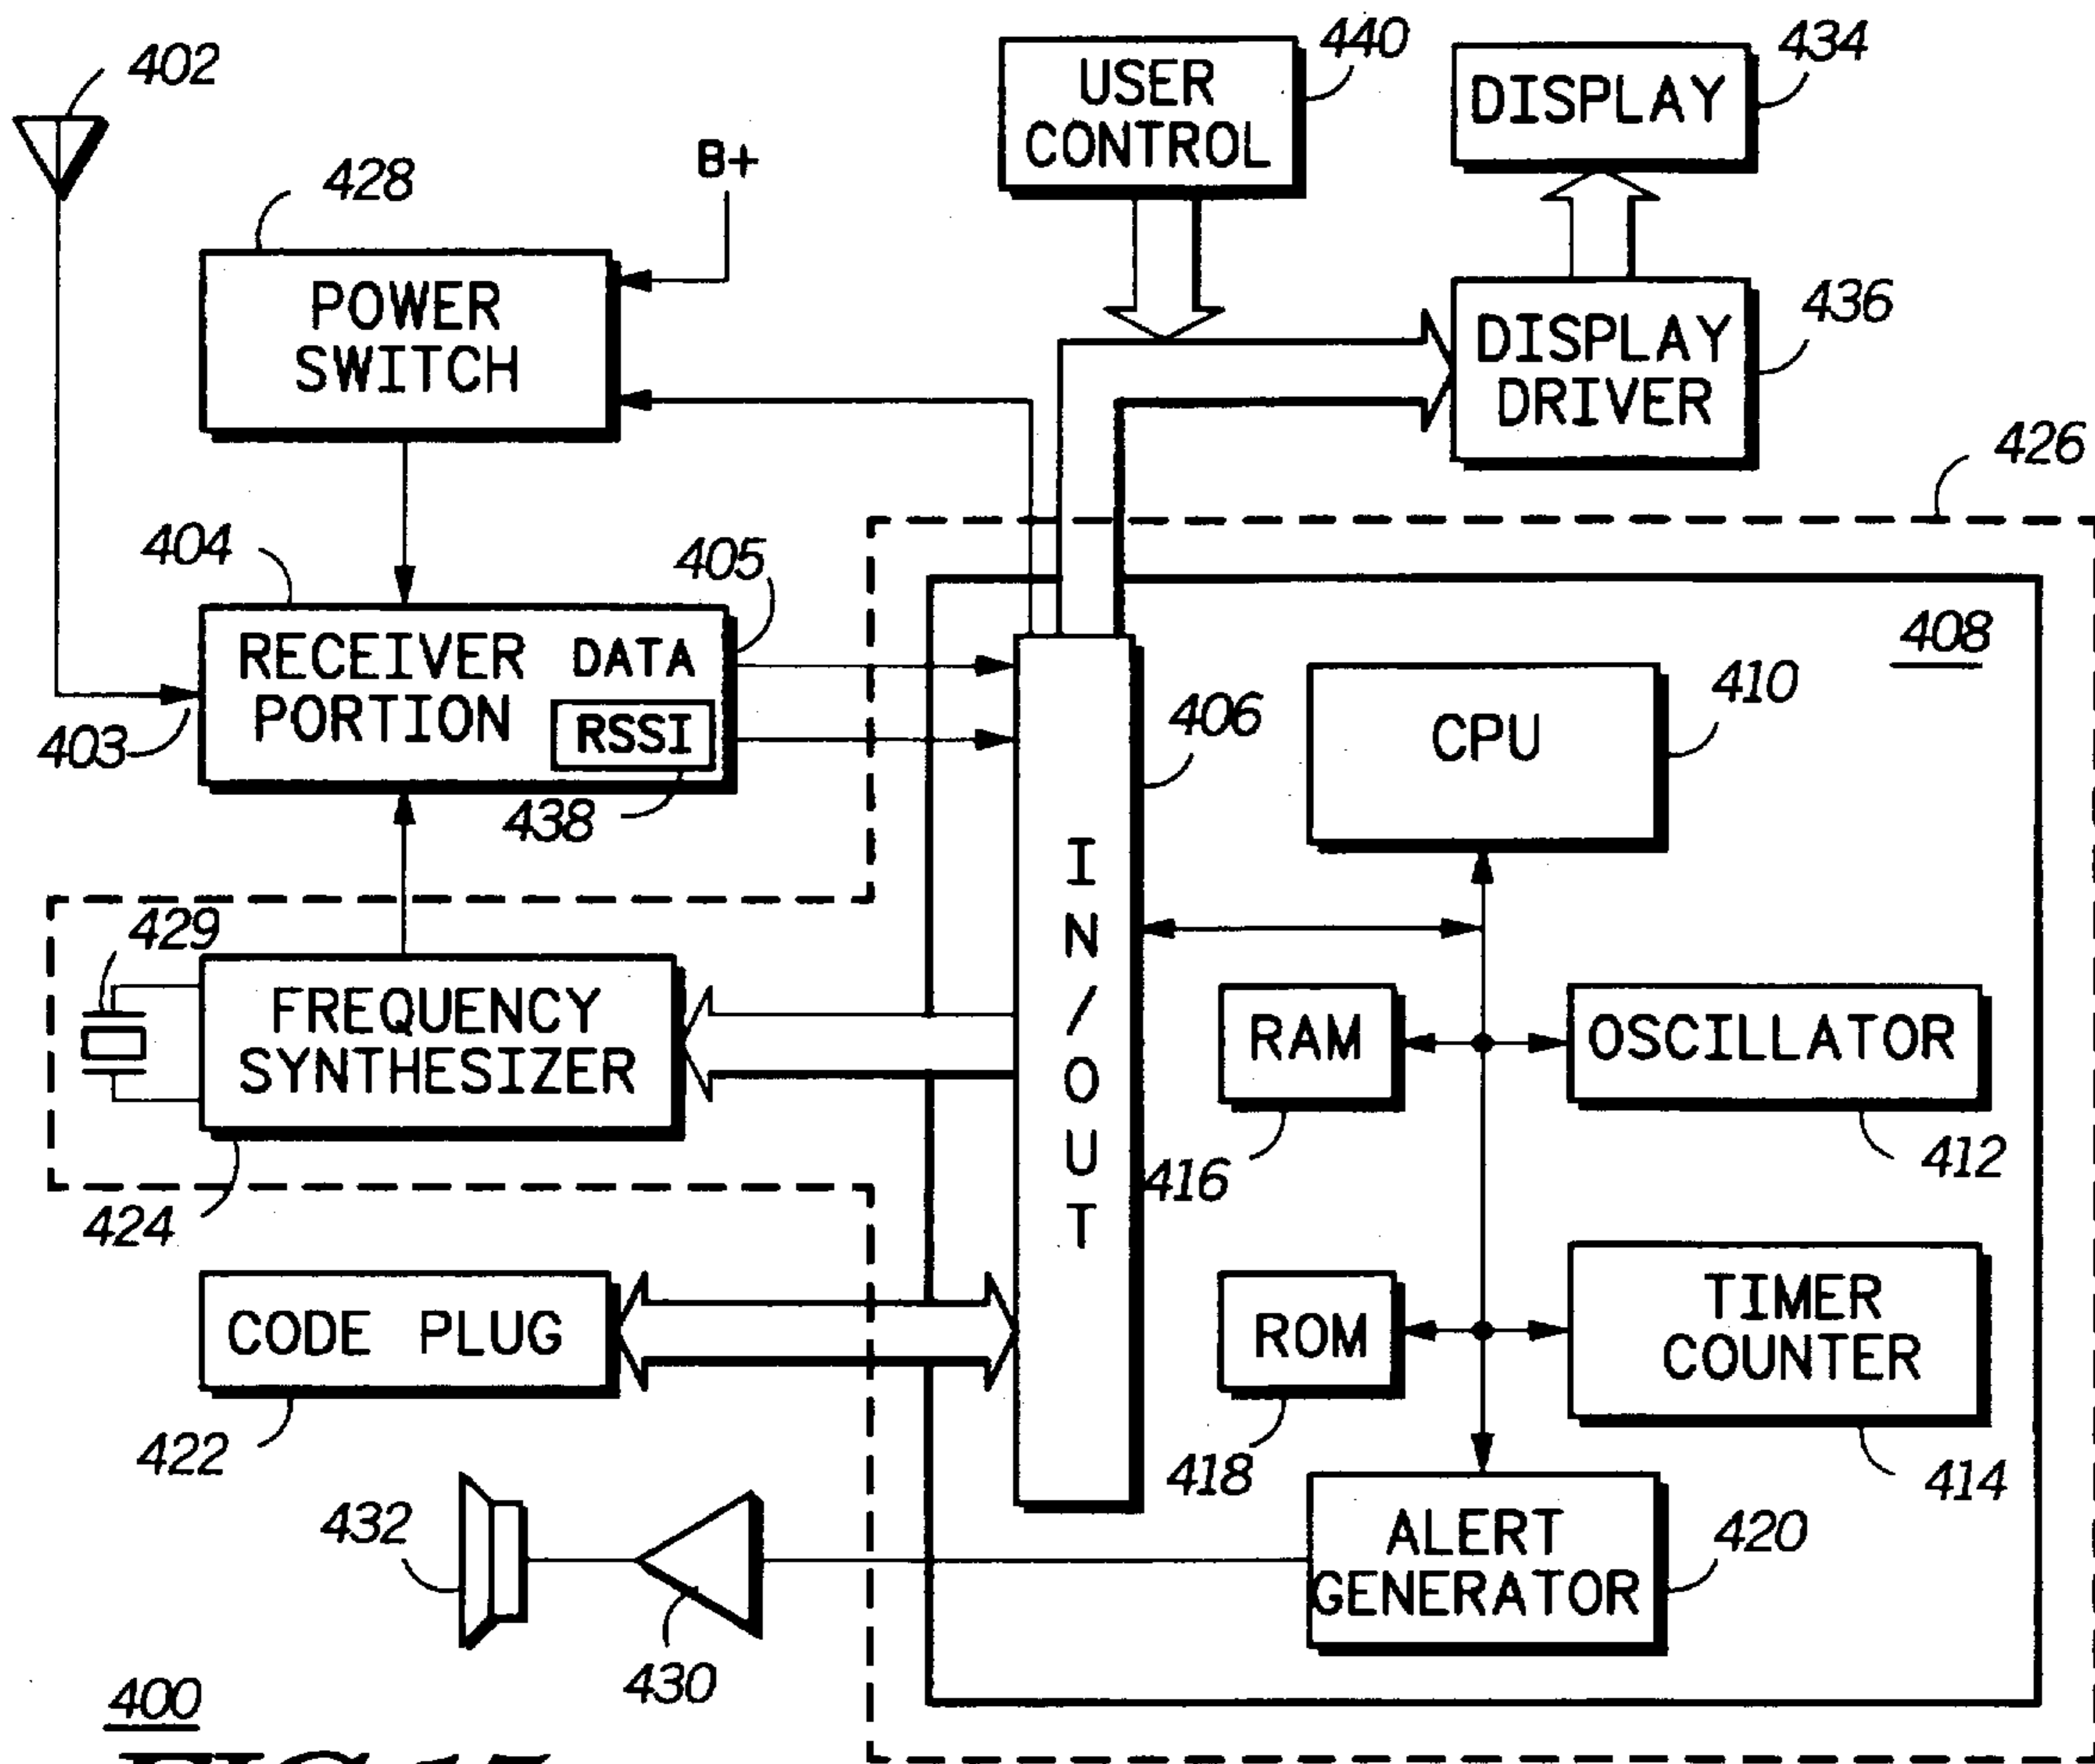 402
440
USER
CONTROL
434
DISPLAY
B+
428
POWER
SWITCH
436
DISPLAY
DRIVER
426
404
405
RECEIVER DATA
PORTION
RSSI
403
438
408
410
CPU
406
IN/OUT
429
FREQUENCY
SYNTHESIZER
424
RAM
416
OSCILLATOR
412
CODE PLUG
422
ROM
418
TIMER
COUNTER
414
432
430
ALERT
GENERATOR
420
400